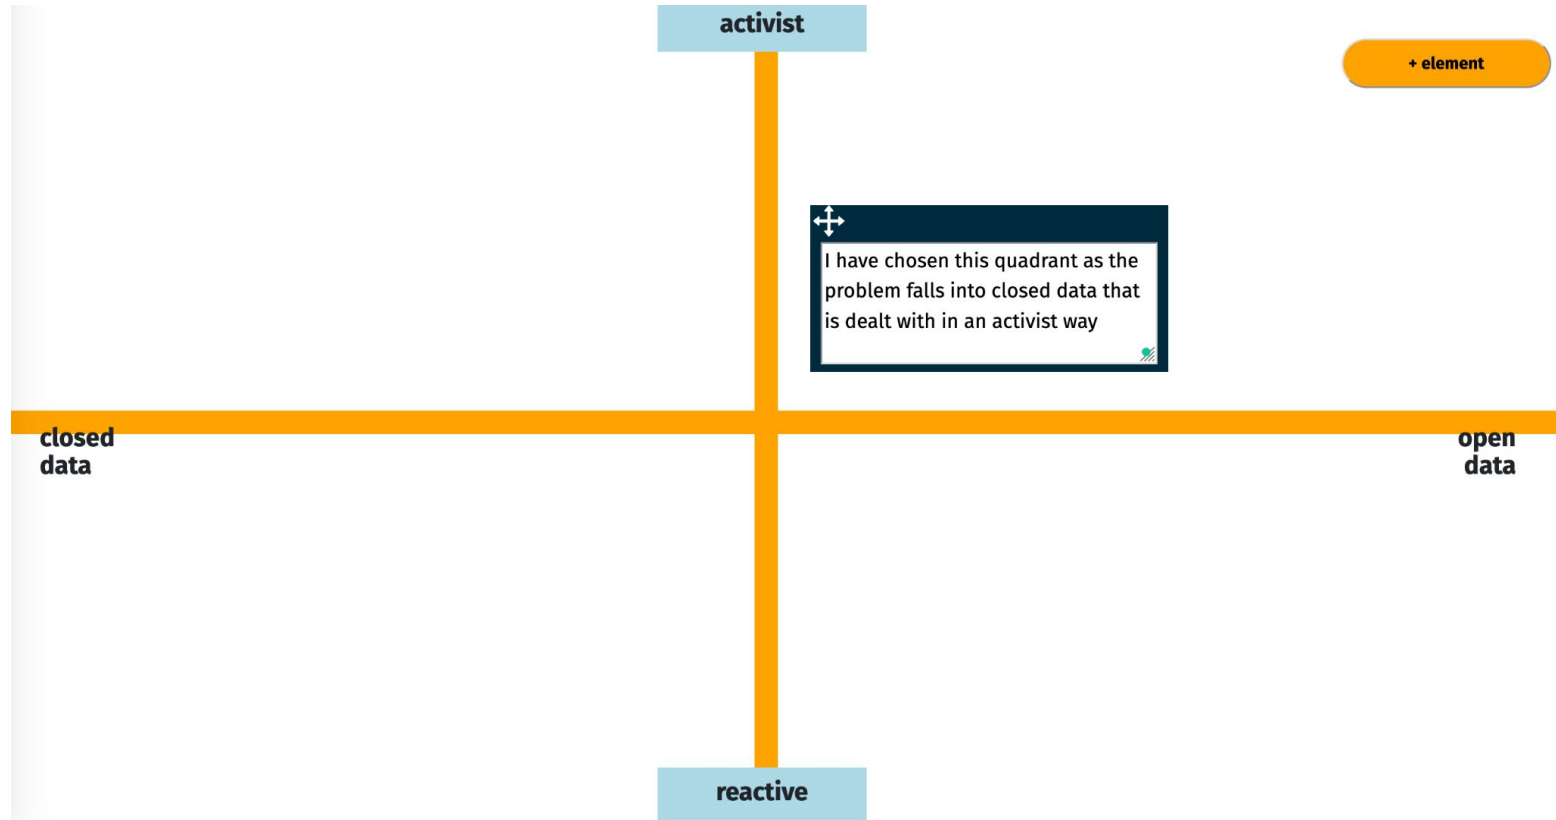 activist
+ element
I have chosen this quadrant as the
problem falls into closed data that
is dealt with in an activist way
closed
data
open
data
reactive